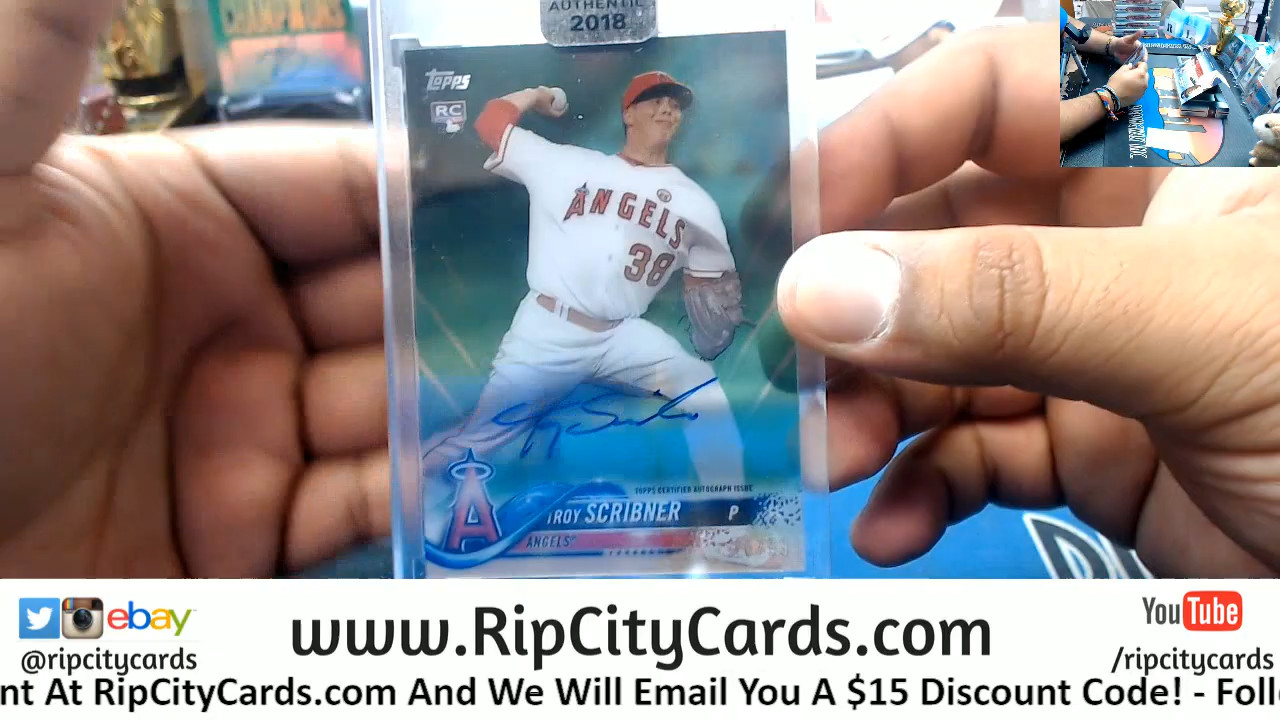 AUTHENTIC
2018
Topps
RC
ANGELS
38
TOPPS CERTIFIED AUTOGRAPH ISSUE
TROY SCRIBNER P
A
ANGELS
ebay
@ripcitycards
www.RipCityCards.com
YouTube
/ripcitycards
nt At RipCityCards.com And We Will Email You A $15 Discount Code! - Foll